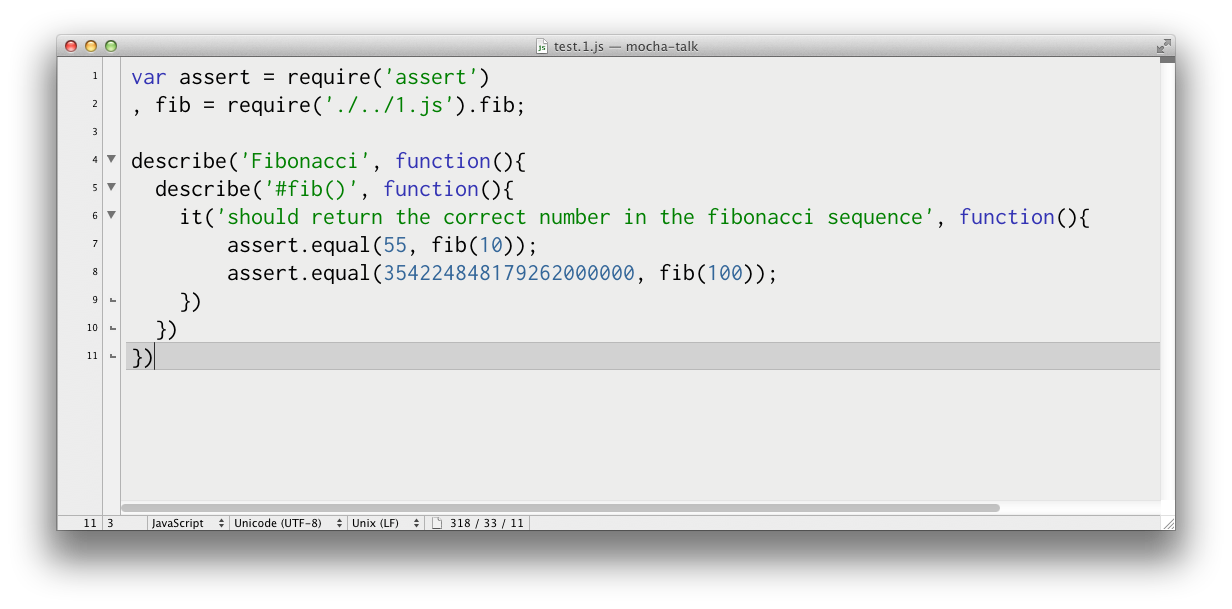 test.1.js — mocha-talk
1 var assert = require('assert')
2 , fib = require('./../1.js').fib;
3
4 describe('Fibonacci', function(){
5   describe('#fib()', function(){
6     it('should return the correct number in the fibonacci sequence', function(){
7         assert.equal(55, fib(10));
8         assert.equal(354224848179262000000, fib(100));
9     })
10   })
11 })
11 3 JavaScript Unicode (UTF-8) Unix (LF) 318 / 33 / 11